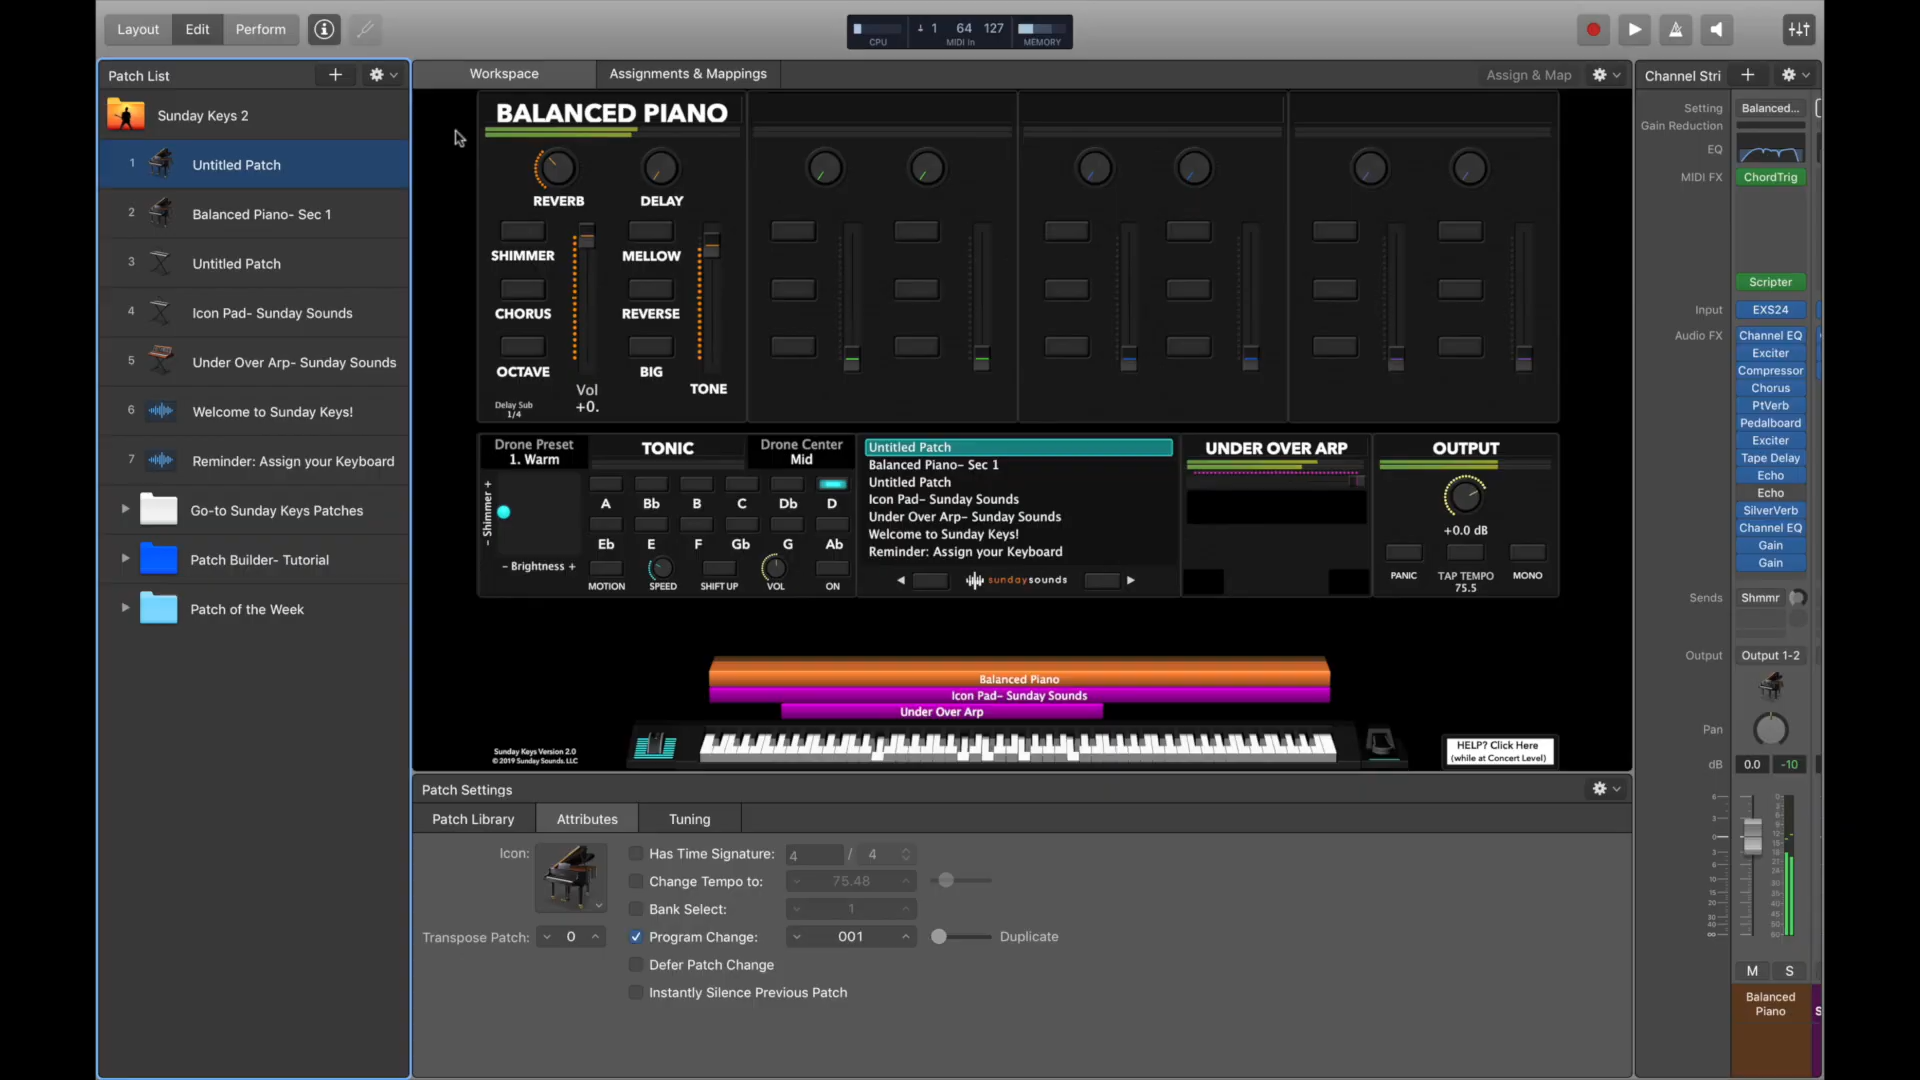 Layout Edit Perform
1 64 127
CPU MIDI In MEMORY
Patch List
Sunday Keys 2
1 Untitled Patch
2 Balanced Piano- Sec 1
3 Untitled Patch
4 Icon Pad- Sunday Sounds
5 Under Over Arp- Sunday Sounds
6 Welcome to Sunday Keys!
7 Reminder: Assign your Keyboard
Go-to Sunday Keys Patches
Patch Builder- Tutorial
Patch of the Week
Workspace Assignments & Mappings Assign & Map
BALANCED PIANO
REVERB DELAY
SHIMMER MELLOW
CHORUS REVERSE
OCTAVE BIG
Vol TONE
+0.
Delay Sub
1/4
Drone Preset
1. Warm
TONIC
Drone Center
Mid
- Shimmer +
- Brightness +
A Bb B C Db D
Eb E F Gb G Ab
MOTION SPEED SHIFT UP VOL ON
Untitled Patch
Balanced Piano- Sec 1
Untitled Patch
Icon Pad- Sunday Sounds
Under Over Arp- Sunday Sounds
Welcome to Sunday Keys!
Reminder: Assign your Keyboard
sundaysounds
UNDER OVER ARP
OUTPUT
+0.0 dB
PANIC TAP TEMPO MONO
75.5
Balanced Piano
Icon Pad- Sunday Sounds
Under Over Arp
Sunday Keys Version 2.0
© 2019 Sunday Sounds. LLC
HELP? Click Here
(while at Concert Level)
Patch Settings
Patch Library Attributes Tuning
Icon:
Has Time Signature: 4 / 4
Change Tempo to: 75.48
Bank Select: 1
Transpose Patch: 0
Program Change: 001 Duplicate
Defer Patch Change
Instantly Silence Previous Patch
Channel Stri
Setting Balanced...
Gain Reduction
EQ
MIDI FX ChordTrig
Scripter
Input EXS24
Audio FX Channel EQ
Exciter
Compressor
Chorus
PtVerb
Pedalboard
Exciter
Tape Delay
Echo
Echo
SilverVerb
Channel EQ
Gain
Gain
Sends Shmmr
Output Output 1-2
Pan
dB 0.0 -10
M S
Balanced
Piano